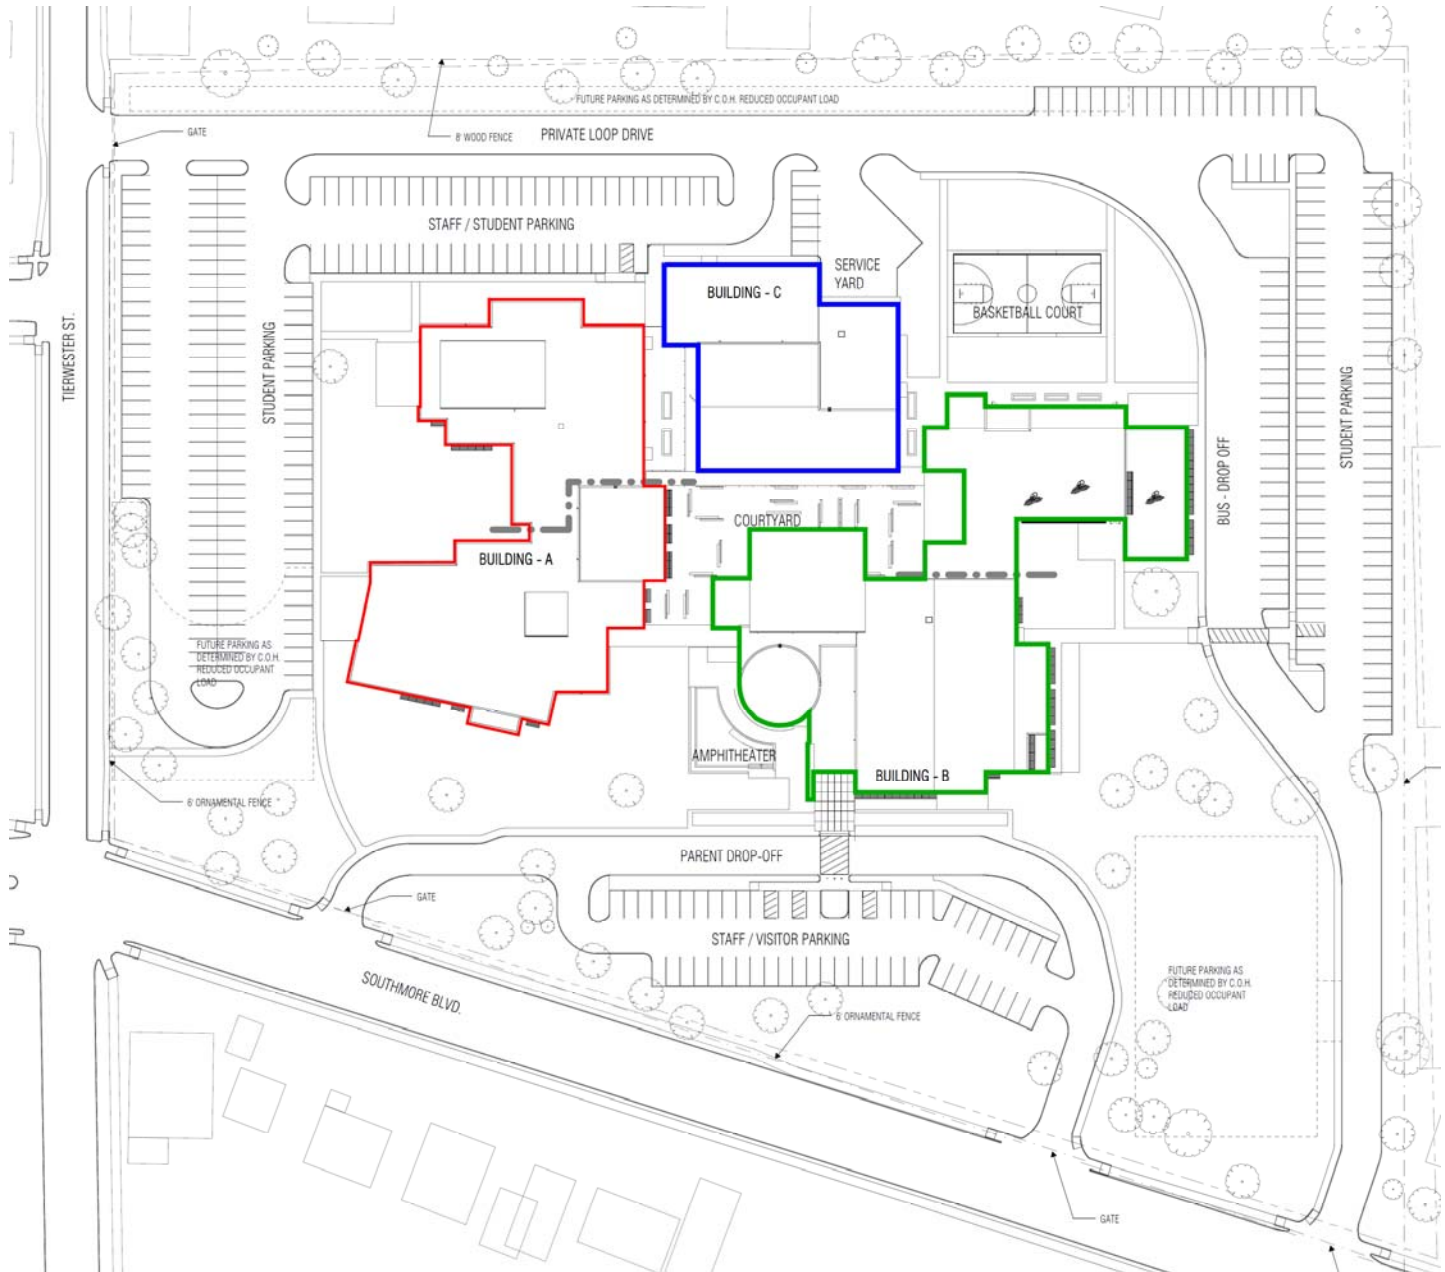 FUTURE PARKING AS DETERMINED BY C.O.H. REDUCED OCCUPANT LOAD
GATE
8' WOOD FENCE
PRIVATE LOOP DRIVE
STAFF / STUDENT PARKING
SERVICE
YARD
BUILDING - C
BASKETBALL COURT
TIERWESTER ST.
STUDENT PARKING
STUDENT PARKING
BUS - DROP OFF
COURTYARD
BUILDING - A
FUTURE PARKING AS
DETERMINED BY C.O.H.
REDUCED OCCUPANT
LOAD
AMPHITHEATER
BUILDING - B
6' ORNAMENTAL FENCE
PARENT DROP-OFF
GATE
STAFF / VISITOR PARKING
SOUTHMORE BLVD.
FUTURE PARKING AS
DETERMINED BY C.O.H.
REDUCED OCCUPANT
LOAD
6' ORNAMENTAL FENCE
GATE